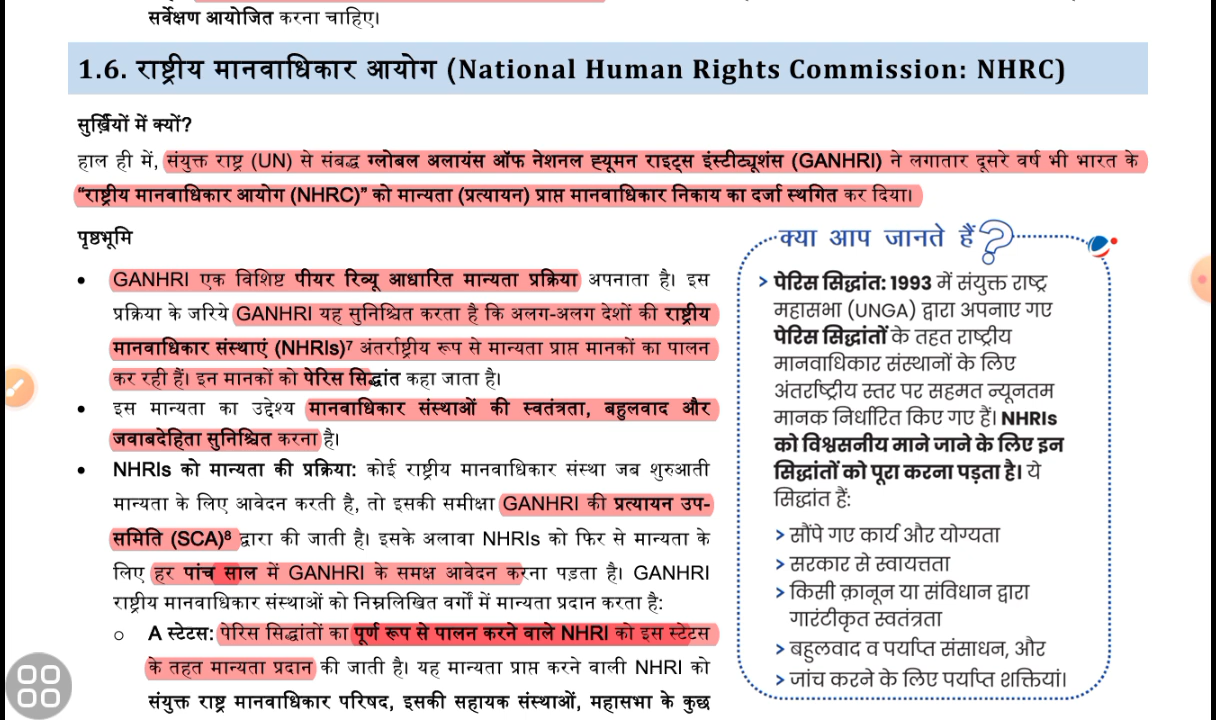 सर्वेक्षण आयोजित करना चाहिए।
1.6. राष्ट्रीय मानवाधिकार आयोग (National Human Rights Commission: NHRC)
सुर्ख़ियों में क्यों?
हाल ही में, संयुक्त राष्ट्र (UN) से संबद्ध ग्लोबल अलायंस ऑफ नेशनल ह्यूमन राइट्स इंस्टीट्यूशंस (GANHRI) ने लगातार दूसरे वर्ष भी भारत के
“राष्ट्रीय मानवाधिकार आयोग (NHRC)” को मान्यता (प्रत्यायन) प्राप्त मानवाधिकार निकाय का दर्जा स्थगित कर दिया।
पृष्ठभूमि
• GANHRI एक विशिष्ट पीयर रिव्यू आधारित मान्यता प्रक्रिया अपनाता है। इस
प्रक्रिया के जरिये GANHRI यह सुनिश्चित करता है कि अलग-अलग देशों की राष्ट्रीय
मानवाधिकार संस्थाएं (NHRIs)7 अंतर्राष्ट्रीय रूप से मान्यता प्राप्त मानकों का पालन
कर रही हैं। इन मानकों को पेरिस सिद्धांत कहा जाता है।
• इस मान्यता का उद्देश्य मानवाधिकार संस्थाओं की स्वतंत्रता, बहुलवाद और
जवाबदेहिता सुनिश्चित करना है।
• NHRIs को मान्यता की प्रक्रिया: कोई राष्ट्रीय मानवाधिकार संस्था जब शुरुआती
मान्यता के लिए आवेदन करती है, तो इसकी समीक्षा GANHRI की प्रत्यायन उप-
समिति (SCA)8 द्वारा की जाती है। इसके अलावा NHRIs को फिर से मान्यता के
लिए हर पांच साल में GANHRI के समक्ष आवेदन करना पड़ता है। GANHRI
राष्ट्रीय मानवाधिकार संस्थाओं को निम्नलिखित वर्गों में मान्यता प्रदान करता है:
o A स्टेटस: पेरिस सिद्धांतों का पूर्ण रूप से पालन करने वाले NHRI को इस स्टेटस
के तहत मान्यता प्रदान की जाती है। यह मान्यता प्राप्त करने वाली NHRI को
संयुक्त राष्ट्र मानवाधिकार परिषद, इसकी सहायक संस्थाओं, महासभा के कुछ
क्या आप जानते हैं?
> पेरिस सिद्धांत: 1993 में संयुक्त राष्ट्र
महासभा (UNGA) द्वारा अपनाए गए
पेरिस सिद्धांतों के तहत राष्ट्रीय
मानवाधिकार संस्थानों के लिए
अंतर्राष्ट्रीय स्तर पर सहमत न्यूनतम
मानक निर्धारित किए गए हैं। NHRIs
को विश्वसनीय माने जाने के लिए इन
सिद्धांतों को पूरा करना पड़ता है। ये
सिद्धांत हैं:
> सौंपे गए कार्य और योग्यता
> सरकार से स्वायत्तता
> किसी क़ानून या संविधान द्वारा
गारंटीकृत स्वतंत्रता
> बहुलवाद व पर्याप्त संसाधन, और
> जांच करने के लिए पर्याप्त शक्तियां।